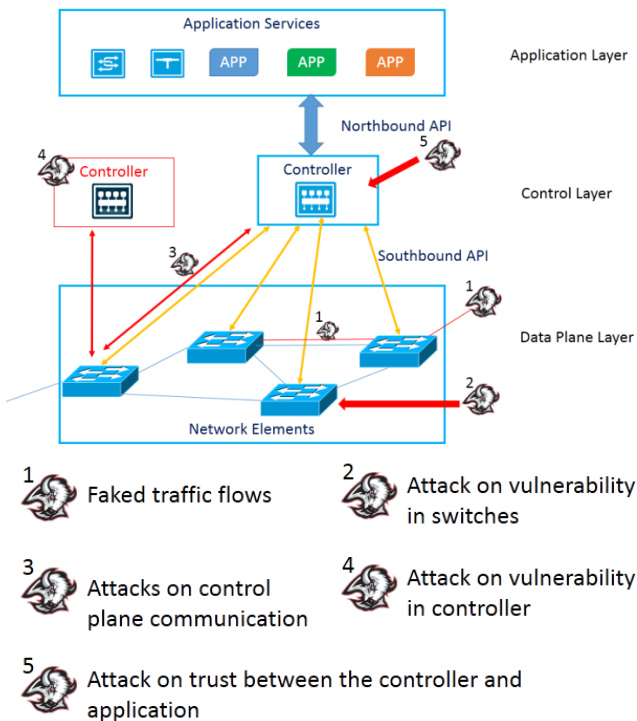 Application Services
APP
APP
APP
Application Layer
Northbound API
5
4
Controller
Controller
Control Layer
3
Southbound API
1
1
Data Plane Layer
2
Network Elements
1
Faked traffic flows
2
Attack on vulnerability
in switches
3
Attacks on control
plane communication
4
Attack on vulnerability
in controller
5
Attack on trust between the controller and
application